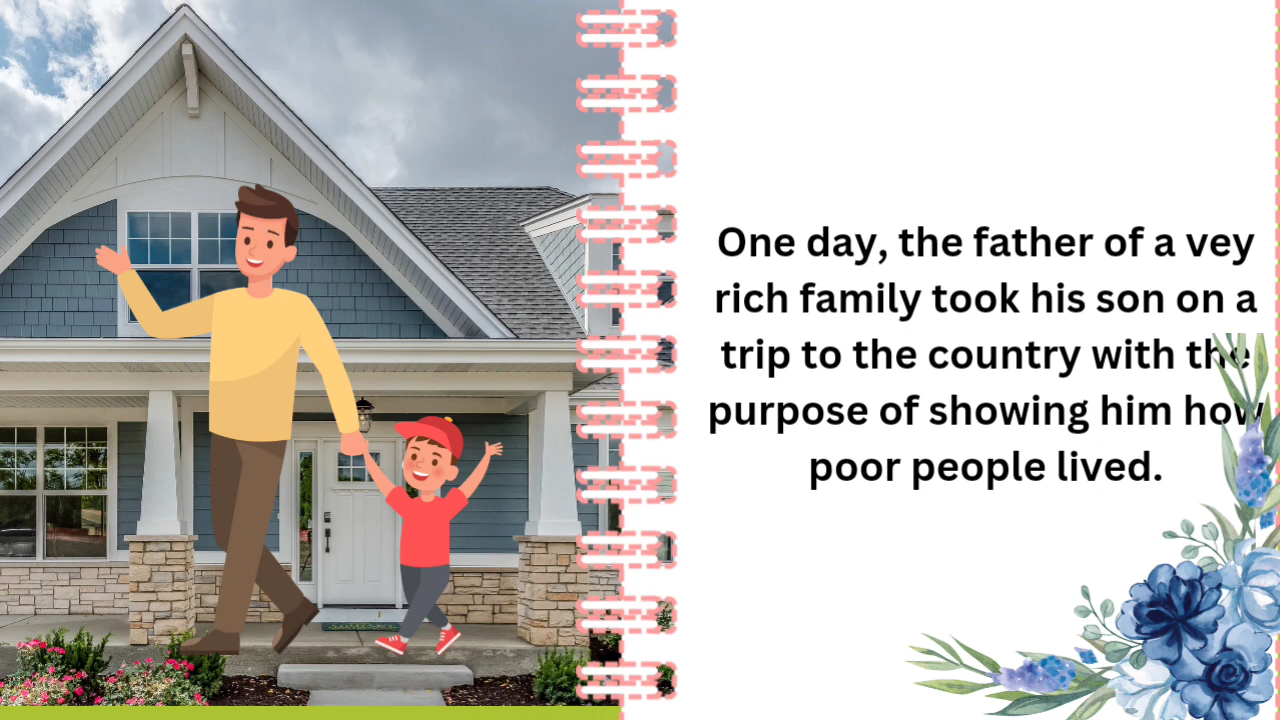 One day, the father of a vey
rich family took his son on a
trip to the country with the
purpose of showing him how
poor people lived.